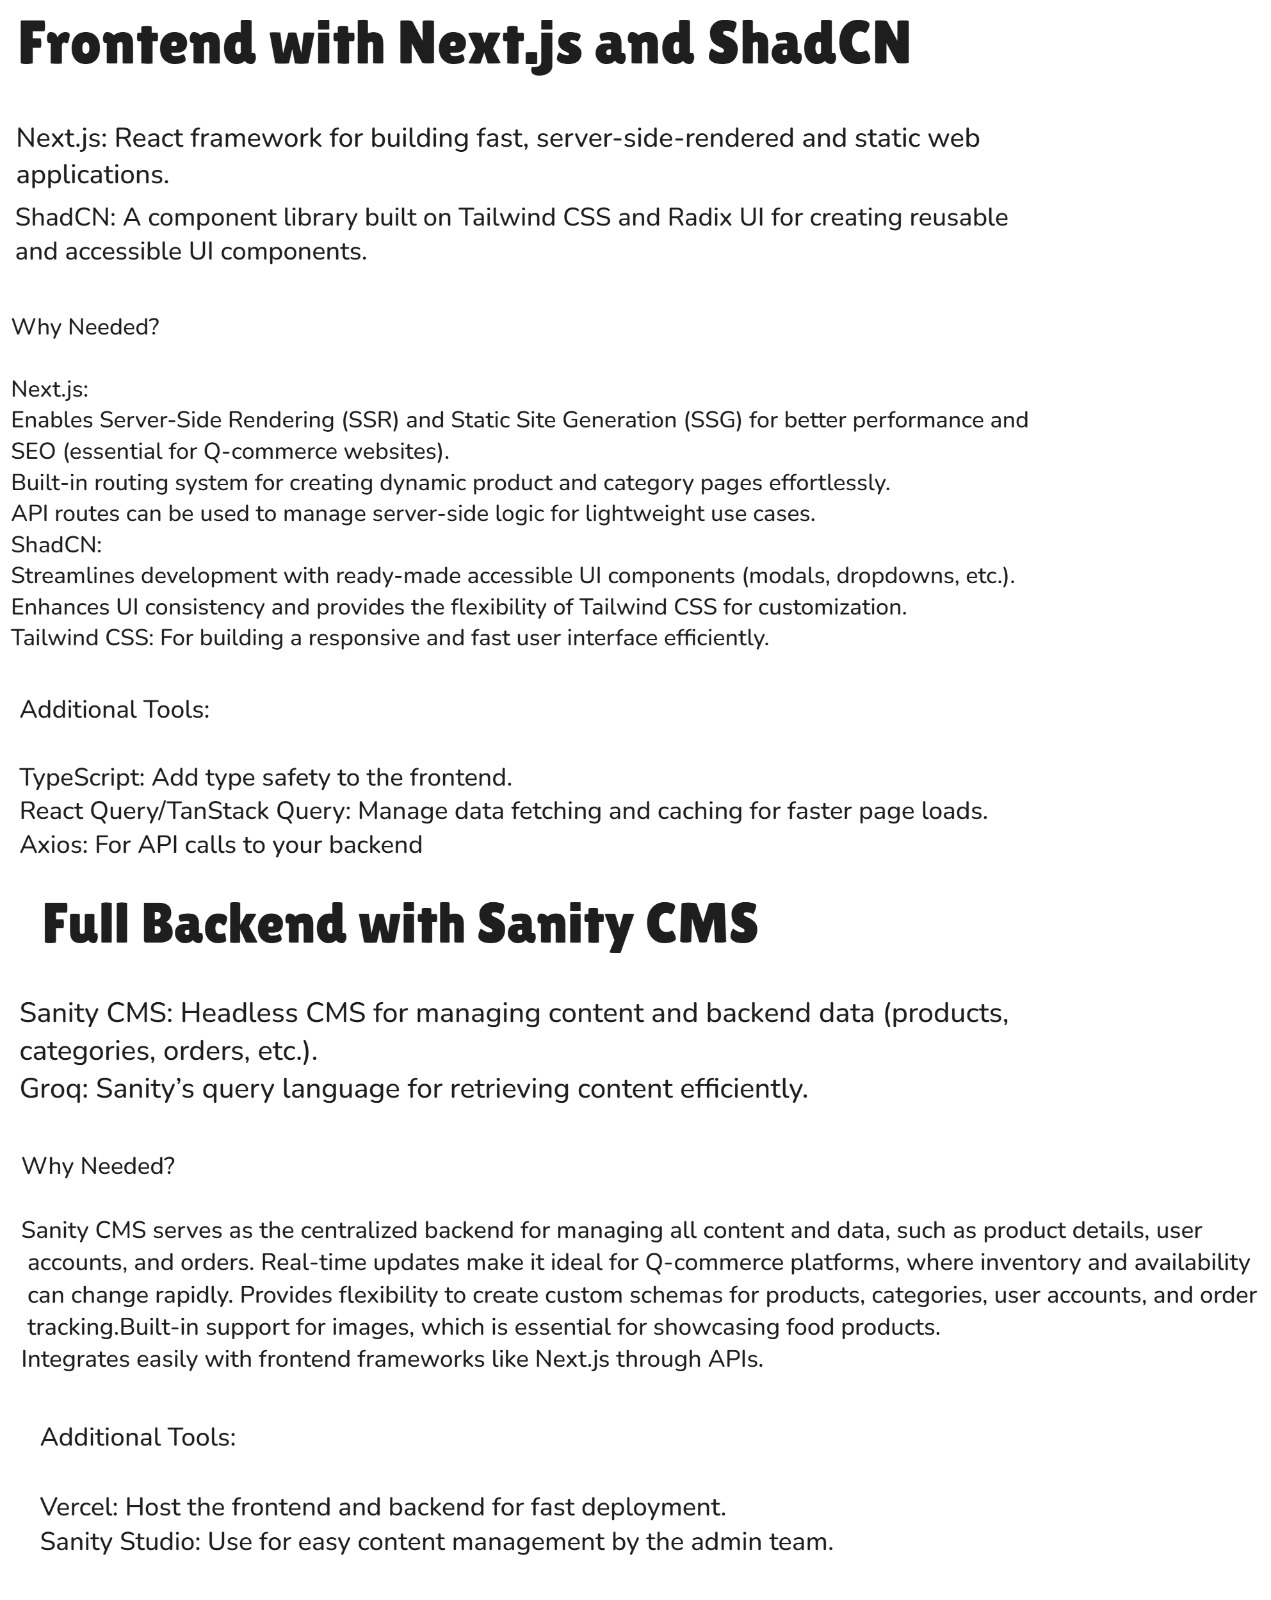 Frontend with Next.js and ShadCN
Next.js: React framework for building fast, server-side-rendered and static web
applications.
ShadCN: A component library built on Tailwind CSS and Radix UI for creating reusable
and accessible UI components.
Why Needed?
Next.js:
Enables Server-Side Rendering (SSR) and Static Site Generation (SSG) for better performance and
SEO (essential for Q-commerce websites).
Built-in routing system for creating dynamic product and category pages effortlessly.
API routes can be used to manage server-side logic for lightweight use cases.
ShadCN:
Streamlines development with ready-made accessible UI components (modals, dropdowns, etc.).
Enhances UI consistency and provides the flexibility of Tailwind CSS for customization.
Tailwind CSS: For building a responsive and fast user interface efficiently.
Additional Tools:
TypeScript: Add type safety to the frontend.
React Query/TanStack Query: Manage data fetching and caching for faster page loads.
Axios: For API calls to your backend
Full Backend with Sanity CMS
Sanity CMS: Headless CMS for managing content and backend data (products,
categories, orders, etc.).
Groq: Sanity’s query language for retrieving content efficiently.
Why Needed?
Sanity CMS serves as the centralized backend for managing all content and data, such as product details, user
accounts, and orders. Real-time updates make it ideal for Q-commerce platforms, where inventory and availability
can change rapidly. Provides flexibility to create custom schemas for products, categories, user accounts, and order
tracking.Built-in support for images, which is essential for showcasing food products.
Integrates easily with frontend frameworks like Next.js through APIs.
Additional Tools:
Vercel: Host the frontend and backend for fast deployment.
Sanity Studio: Use for easy content management by the admin team.